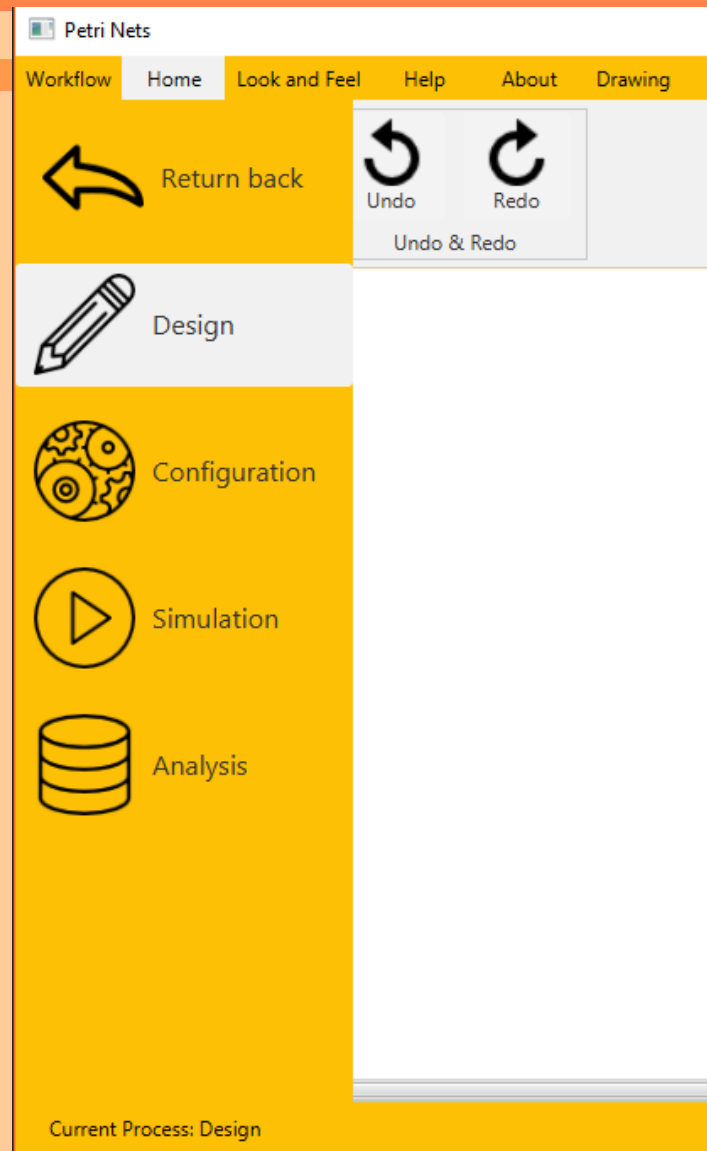 Petri Nets
Workflow Home Look and Feel Help About Drawing
Return back
Undo Redo
Undo & Redo
Design
Configuration
Simulation
Analysis
Current Process: Design